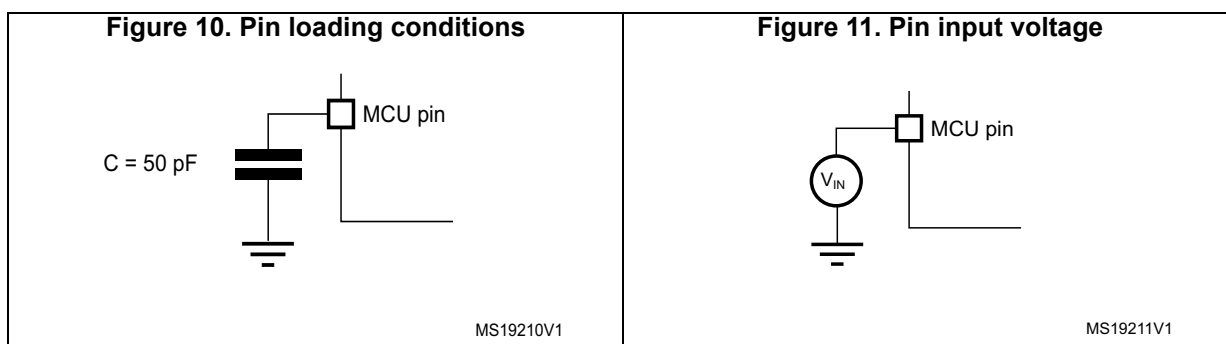 Figure 10. Pin loading conditions
MCU pin
C = 50 pF
MS19210V1
Figure 11. Pin input voltage
MCU pin
VIN
MS19211V1